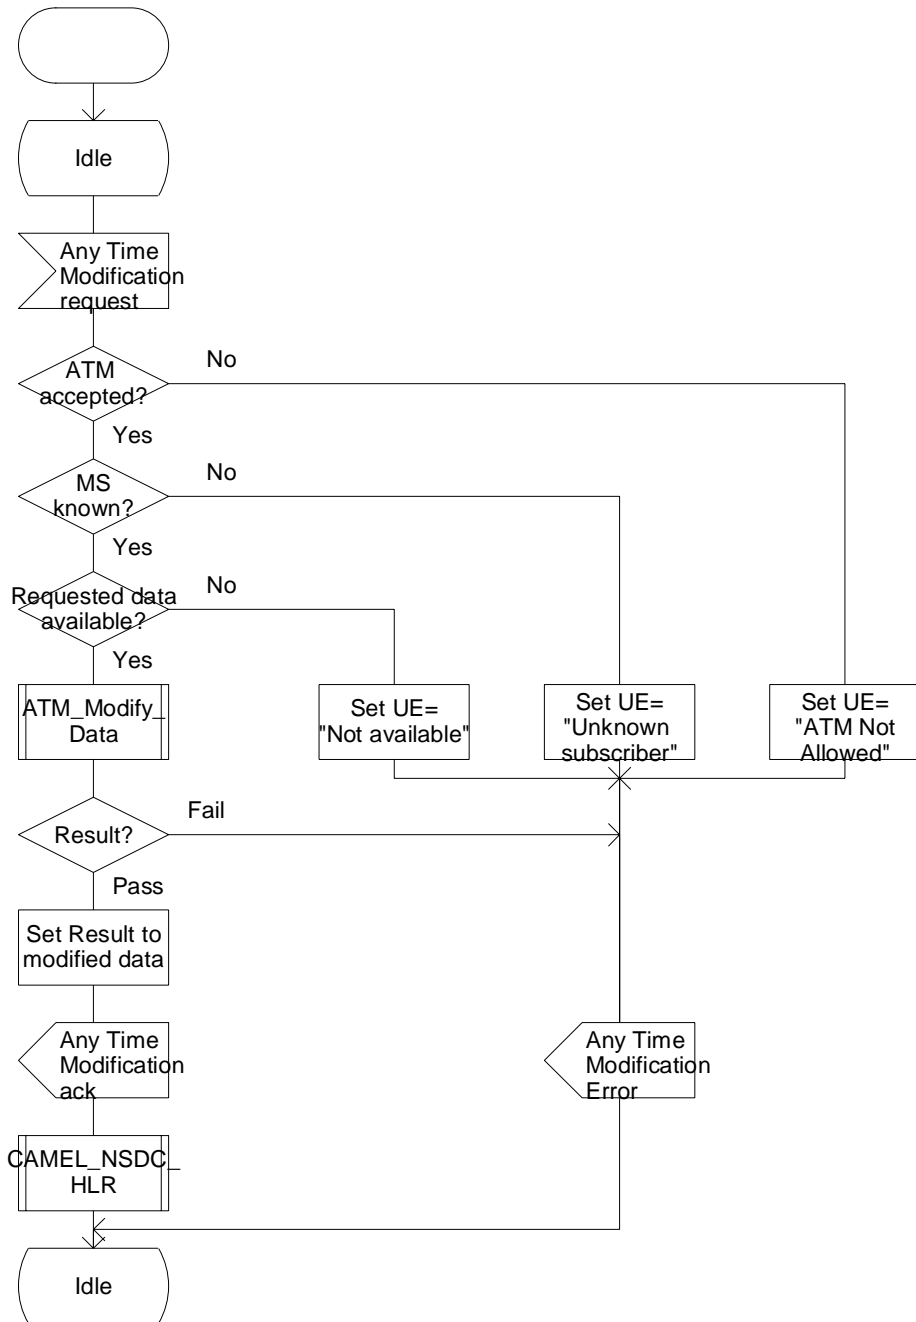 Idle
Any Time
Modification
request
ATM
accepted?
No
Yes
MS
known?
No
Yes
Requested data
available?
No
Yes
ATM_Modify_
Data
Set UE=
"Not available"
Set UE=
"Unknown
subscriber"
Set UE=
"ATM Not
Allowed"
Result?
Fail
Pass
Set Result to
modified data
Any Time
Modification
ack
Any Time
Modification
Error
CAMEL_NSDC_
HLR
Idle